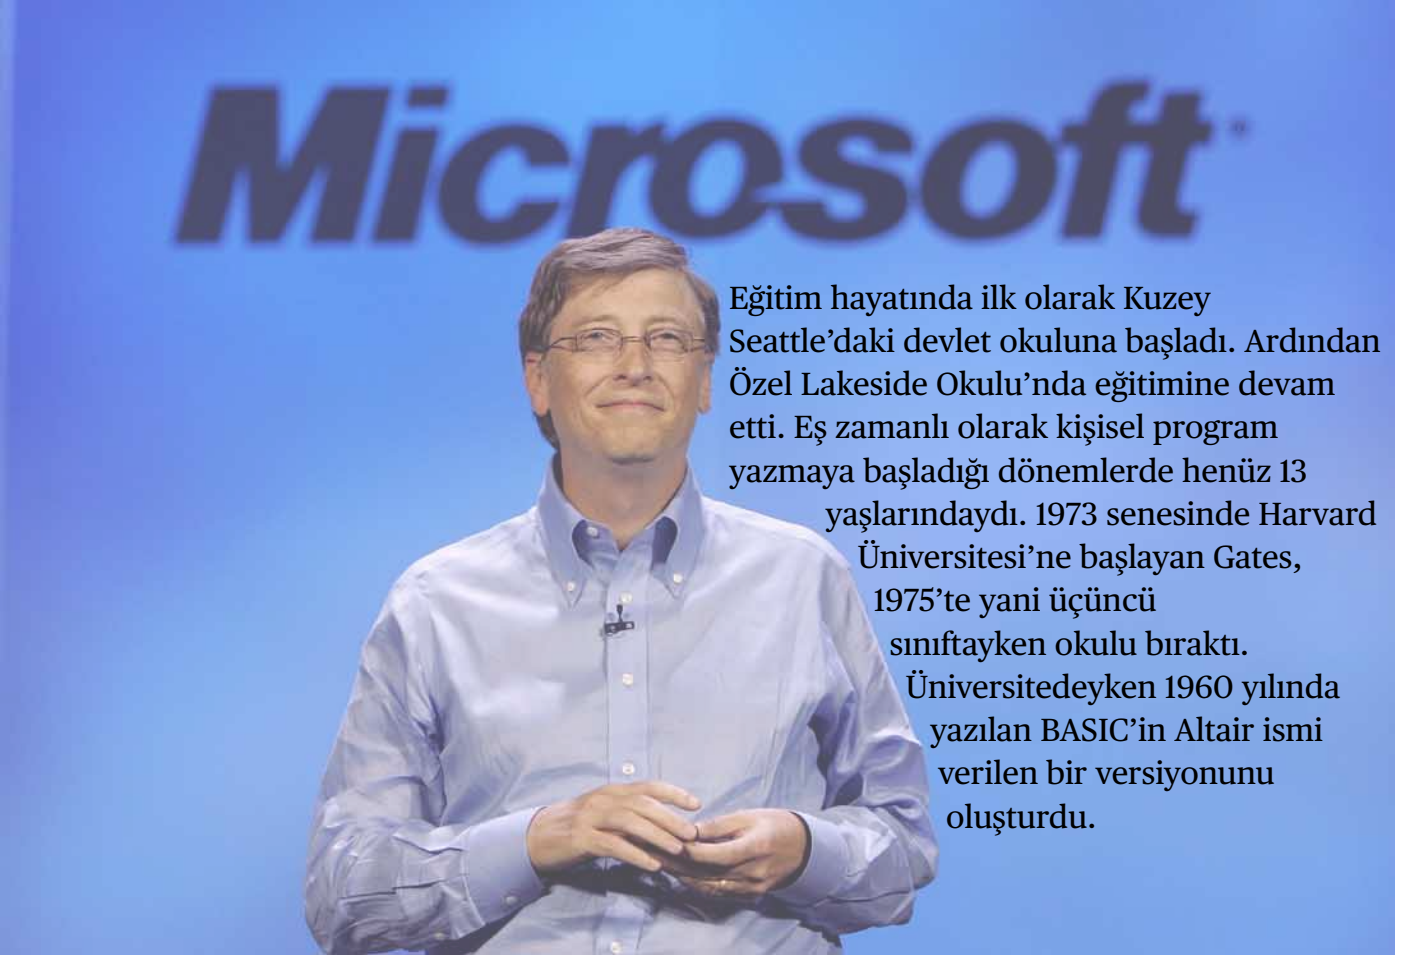 Microsoft
Eğitim hayatında ilk olarak Kuzey
Seattle’daki devlet okuluna başladı. Ardından
Özel Lakeside Okulu’nda eğitimine devam
etti. Eş zamanlı olarak kişisel program
yazmaya başladığı dönemlerde henüz 13
yaşlarındaydı. 1973 senesinde Harvard
Üniversitesi’ne başlayan Gates,
1975’te yani üçüncü
sınıftayken okulu bıraktı.
Üniversitedeyken 1960 yılında
yazılan BASIC’in Altair ismi
verilen bir versiyonunu
oluşturdu.